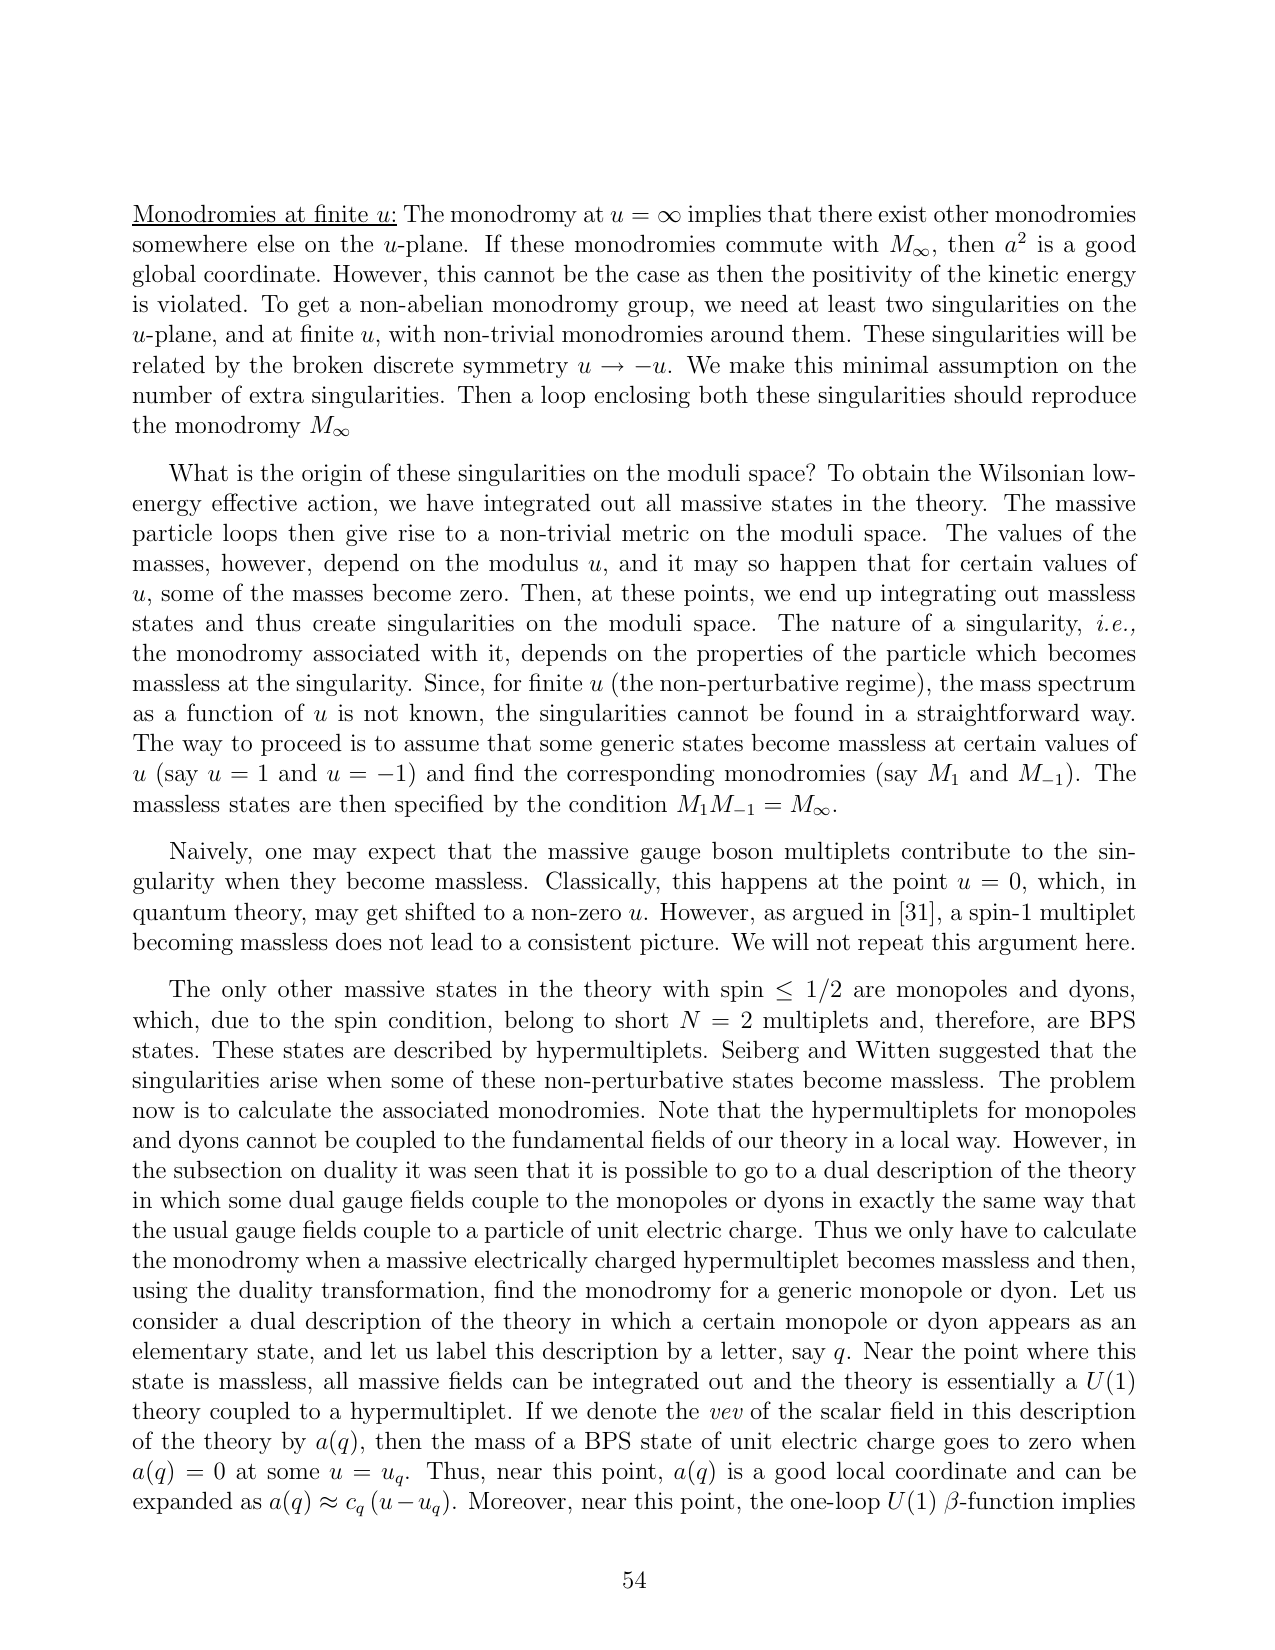 Monodromies at finite u: The monodromy at u = ∞ implies that there exist other monodromies
somewhere else on the u-plane. If these monodromies commute with M∞, then a² is a good
global coordinate. However, this cannot be the case as then the positivity of the kinetic energy
is violated. To get a non-abelian monodromy group, we need at least two singularities on the
u-plane, and at finite u, with non-trivial monodromies around them. These singularities will be
related by the broken discrete symmetry u → −u. We make this minimal assumption on the
number of extra singularities. Then a loop enclosing both these singularities should reproduce
the monodromy M∞
What is the origin of these singularities on the moduli space? To obtain the Wilsonian low-
energy effective action, we have integrated out all massive states in the theory. The massive
particle loops then give rise to a non-trivial metric on the moduli space. The values of the
masses, however, depend on the modulus u, and it may so happen that for certain values of
u, some of the masses become zero. Then, at these points, we end up integrating out massless
states and thus create singularities on the moduli space. The nature of a singularity, i.e.,
the monodromy associated with it, depends on the properties of the particle which becomes
massless at the singularity. Since, for finite u (the non-perturbative regime), the mass spectrum
as a function of u is not known, the singularities cannot be found in a straightforward way.
The way to proceed is to assume that some generic states become massless at certain values of
u (say u = 1 and u = −1) and find the corresponding monodromies (say M₁ and M₋₁). The
massless states are then specified by the condition M₁M₋₁ = M∞.
Naively, one may expect that the massive gauge boson multiplets contribute to the sin-
gularity when they become massless. Classically, this happens at the point u = 0, which, in
quantum theory, may get shifted to a non-zero u. However, as argued in [31], a spin-1 multiplet
becoming massless does not lead to a consistent picture. We will not repeat this argument here.
The only other massive states in the theory with spin ≤ 1/2 are monopoles and dyons,
which, due to the spin condition, belong to short N = 2 multiplets and, therefore, are BPS
states. These states are described by hypermultiplets. Seiberg and Witten suggested that the
singularities arise when some of these non-perturbative states become massless. The problem
now is to calculate the associated monodromies. Note that the hypermultiplets for monopoles
and dyons cannot be coupled to the fundamental fields of our theory in a local way. However, in
the subsection on duality it was seen that it is possible to go to a dual description of the theory
in which some dual gauge fields couple to the monopoles or dyons in exactly the same way that
the usual gauge fields couple to a particle of unit electric charge. Thus we only have to calculate
the monodromy when a massive electrically charged hypermultiplet becomes massless and then,
using the duality transformation, find the monodromy for a generic monopole or dyon. Let us
consider a dual description of the theory in which a certain monopole or dyon appears as an
elementary state, and let us label this description by a letter, say q. Near the point where this
state is massless, all massive fields can be integrated out and the theory is essentially a U(1)
theory coupled to a hypermultiplet. If we denote the vev of the scalar field in this description
of the theory by a(q), then the mass of a BPS state of unit electric charge goes to zero when
a(q) = 0 at some u = u_q. Thus, near this point, a(q) is a good local coordinate and can be
expanded as a(q) ≈ c_q (u − u_q). Moreover, near this point, the one-loop U(1) β-function implies
54